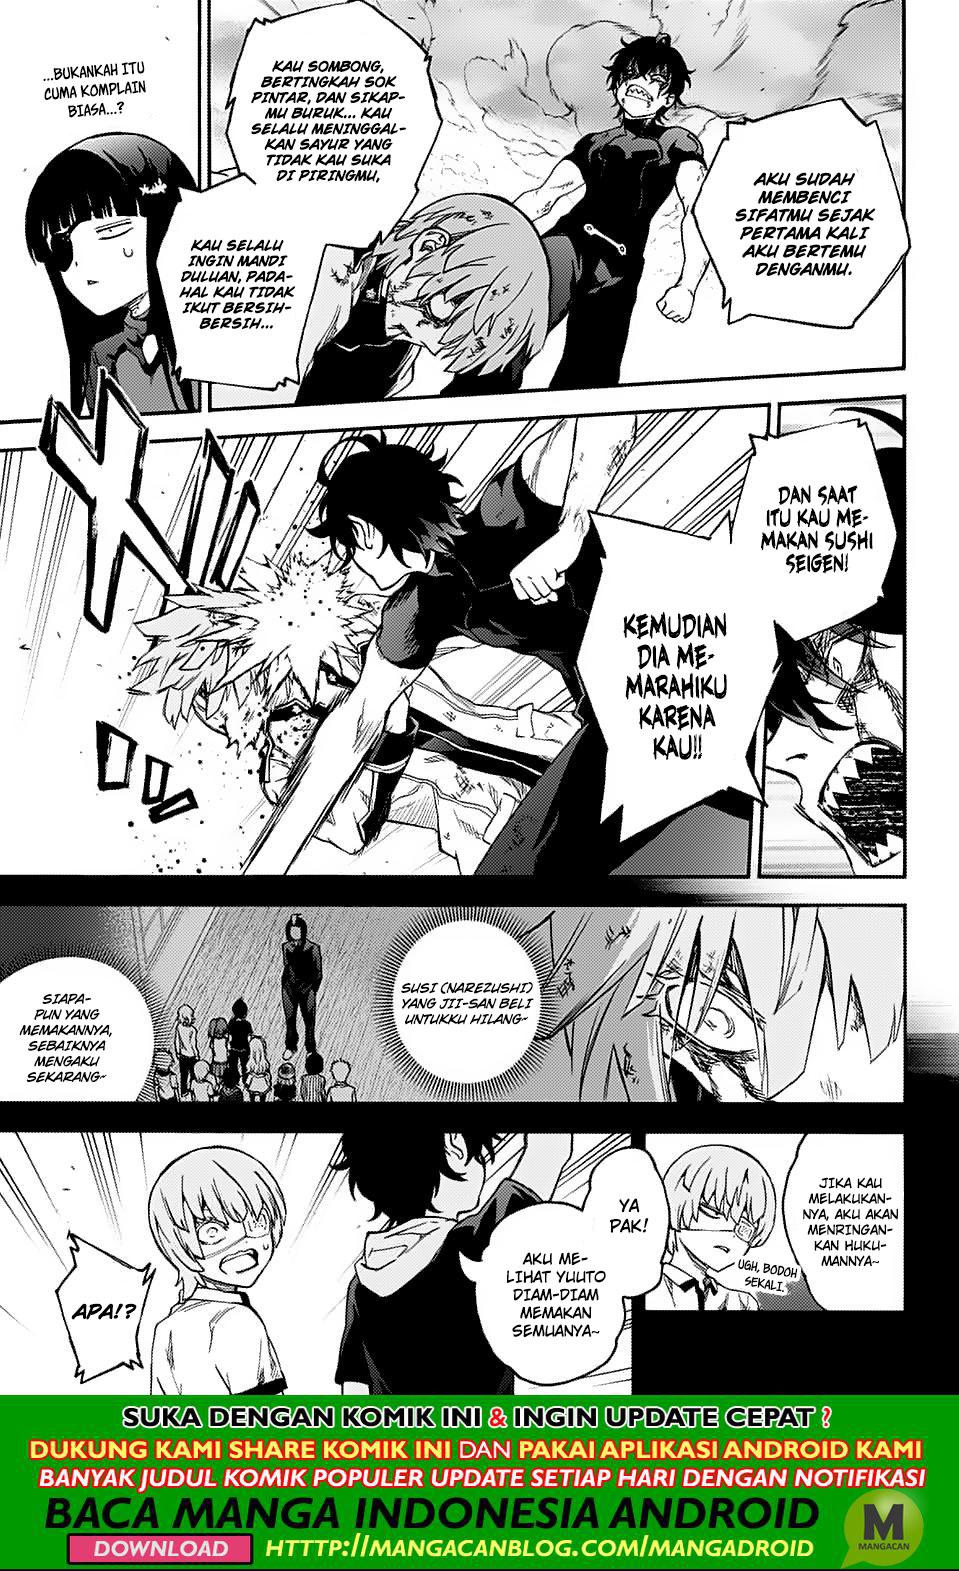 AKU SUDAH
MEMBENCI
SIFATMU SEJAK
PERTAMA KALI
AKU BERTEMU
DENGANMU.
KAU SOMBONG,
BERTINGKAH SOK
PINTAR, DAN SIKAP-
MU BURUK... KAU
SELALU MENINGGAL-
KAN SAYUR YANG
TIDAK KAU SUKA
DI PIRINGMU,
KAU SELALU
INGIN MANDI
DULUAN, PADA-
HAL KAU TIDAK
IKUT BERSIH-
BERSIH...
...BUKANKAH ITU
CUMA KOMPLAIN
BIASA...?
DAN SAAT
ITU KAU ME-
MAKAN SUSHI
SEIGEN!
KEMUDIAN
DIA ME-
MARAHIKU
KARENA
KAU!!
SUSI (NAREZUSHI)
YANG JII-SAN BELI
UNTUKKU HILANG~
SIAPA-
PUN YANG
MEMAKANNYA,
SEBAIKNYA
MENGAKU
SEKARANG~
JIKA KAU
MELAKUKAN-
NYA, AKU AKAN
MENRINGAN-
KAN HUKU-
MANNYA~
UGH, BODOH
SEKALI.
YA
PAK!
AKU ME-
LIHAT YUUTO
DIAM-DIAM
MEMAKAN
SEMUANYA~
APA!?
SUKA DENGAN KOMIK INI & INGIN UPDATE CEPAT ?
DUKUNG KAMI SHARE KOMIK INI DAN PAKAI APLIKASI ANDROID KAMI
BANYAK JUDUL KOMIK POPULER UPDATE SETIAP HARI DENGAN NOTIFIKASI
BACA MANGA INDONESIA ANDROID
DOWNLOAD HTTTP://MANGACANBLOG.COM/MANGADROID
M
MANGACAN